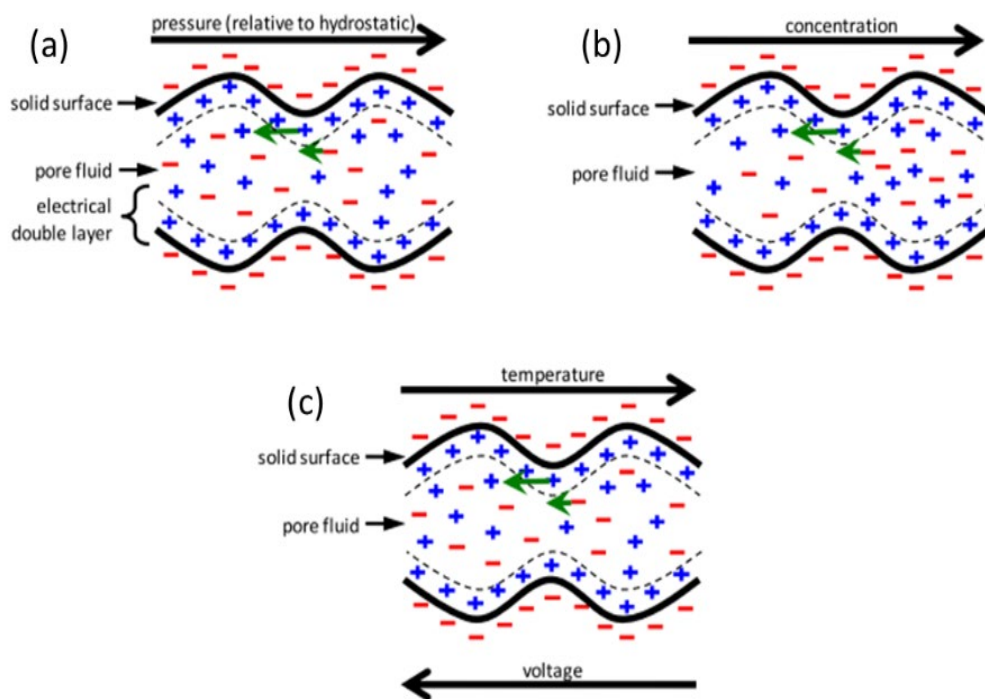 (a)
pressure (relative to hydrostatic)
solid surface
pore fluid
electrical
double layer
(b)
concentration
solid surface
pore fluid
(c)
temperature
solid surface
pore fluid
voltage